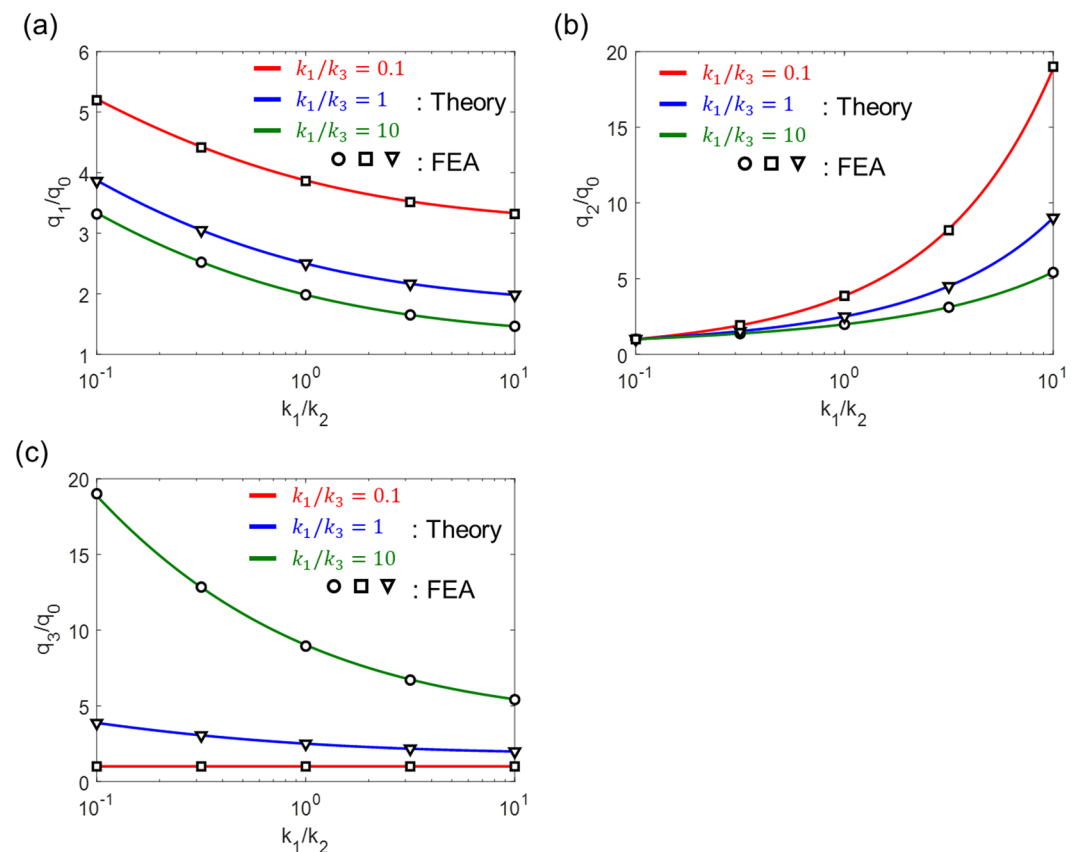 (a)
6
5
4
3
2
1
q1/q0
k1/k3 = 0.1
k1/k3 = 1 : Theory
k1/k3 = 10
: FEA
10^-1 10^0 10^1
k1/k2
(b)
20
15
10
5
0
q2/q0
k1/k3 = 0.1
k1/k3 = 1 : Theory
k1/k3 = 10
: FEA
10^-1 10^0 10^1
k1/k2
(c)
20
15
10
5
0
q3/q0
k1/k3 = 0.1
k1/k3 = 1 : Theory
k1/k3 = 10
: FEA
10^-1 10^0 10^1
k1/k2